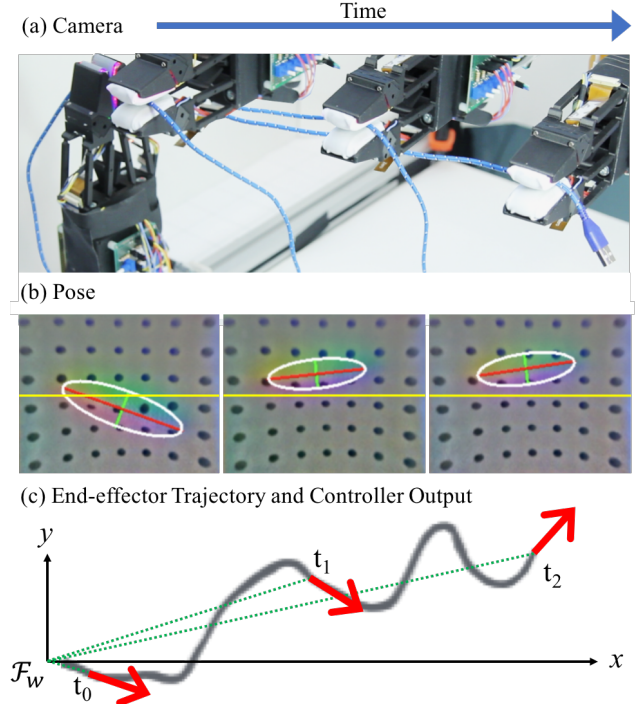 (a) Camera
Time
(b) Pose
(c) End-effector Trajectory and Controller Output
y
t₁
t₂
x
ℱ𝓌
t₀